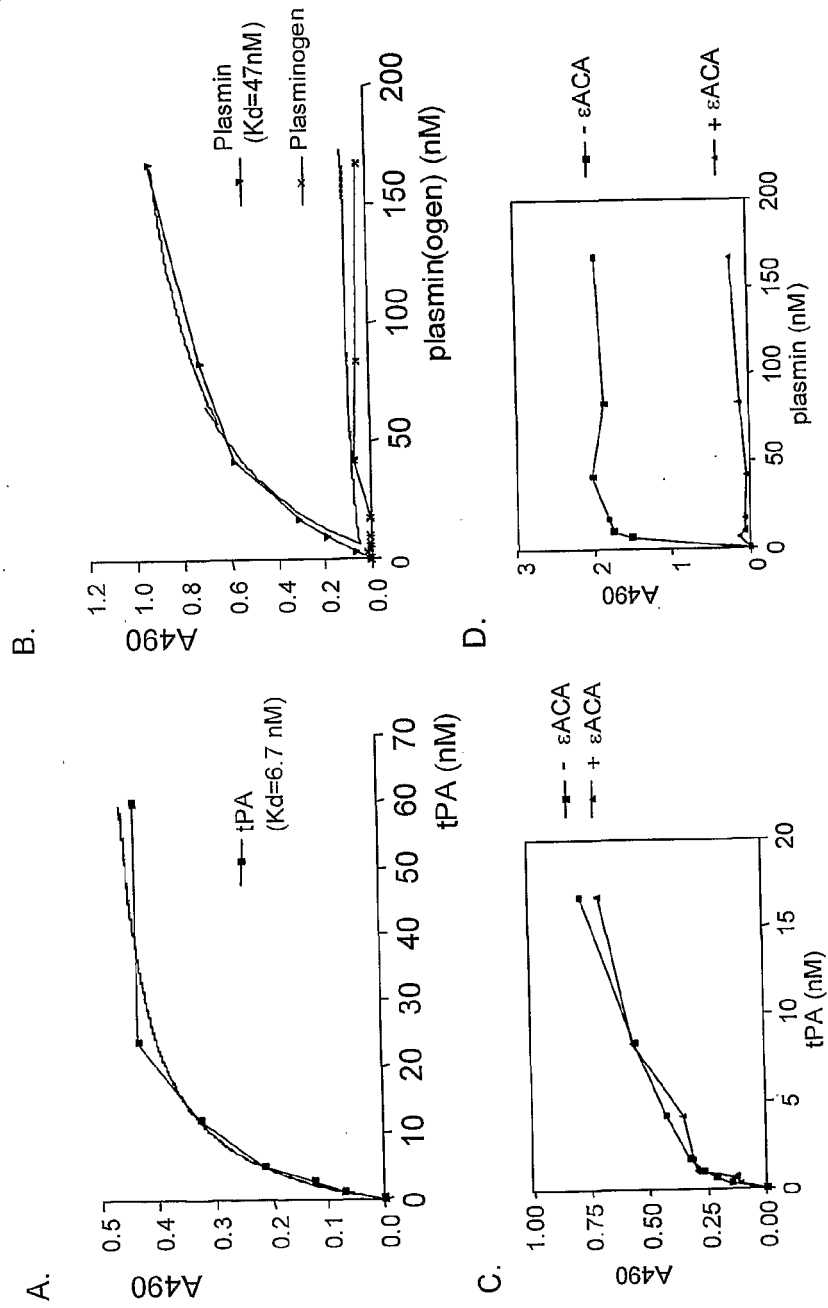 A.
0.5
0.4
0.3
0.2
0.1
0.0
A490
0
10
20
30
40
50
60
70
tPA (nM)
tPA
(Kd=6.7 nM)
B.
1.2
1.0
0.8
0.6
0.4
0.2
0.0
A490
0
50
100
150
200
plasmin(ogen) (nM)
Plasmin
(Kd=47nM)
Plasminogen
C.
1.00
0.75
0.50
0.25
0.00
A490
0
5
10
15
20
tPA (nM)
- εACA
+ εACA
D.
3
2
1
0
A490
0
50
100
150
200
plasmin (nM)
- εACA
+ εACA